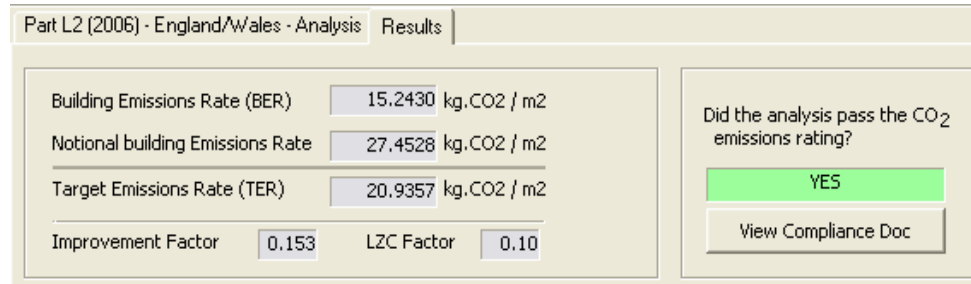 Part L2 (2006) - England/Wales - Analysis Results
Building Emissions Rate (BER) 15.2430 kg.CO2 / m2
Notional building Emissions Rate 27.4528 kg.CO2 / m2
Target Emissions Rate (TER) 20.9357 kg.CO2 / m2
Improvement Factor 0.153 LZC Factor 0.10
Did the analysis pass the CO2
emissions rating?
YES
View Compliance Doc